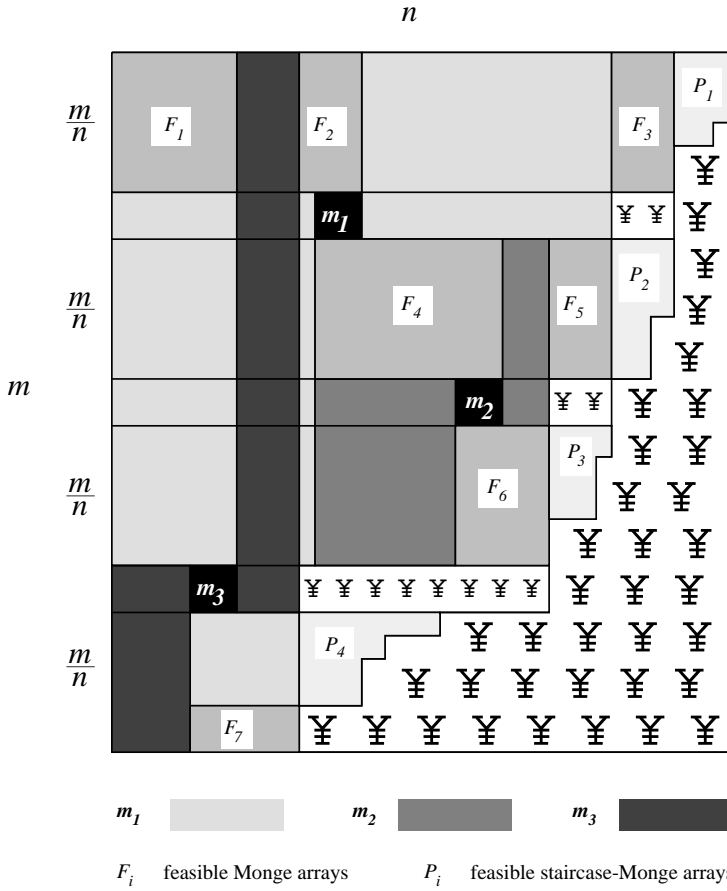 n
m/n F1 F2 F3 P1
¥
m1 ¥ ¥ ¥
¥
m/n F4 F5 P2 ¥
¥
m
m2 ¥ ¥ ¥ ¥
P3 ¥ ¥
m/n F6 ¥ ¥
¥ ¥ ¥
m3 ¥ ¥ ¥ ¥ ¥ ¥ ¥ ¥ ¥ ¥ ¥
¥ ¥ ¥ ¥ ¥
m/n P4 ¥ ¥ ¥ ¥ ¥ ¥
F7 ¥ ¥ ¥ ¥ ¥ ¥ ¥ ¥
m1 m2 m3
Fi feasible Monge arrays Pi feasible staircase-Monge array